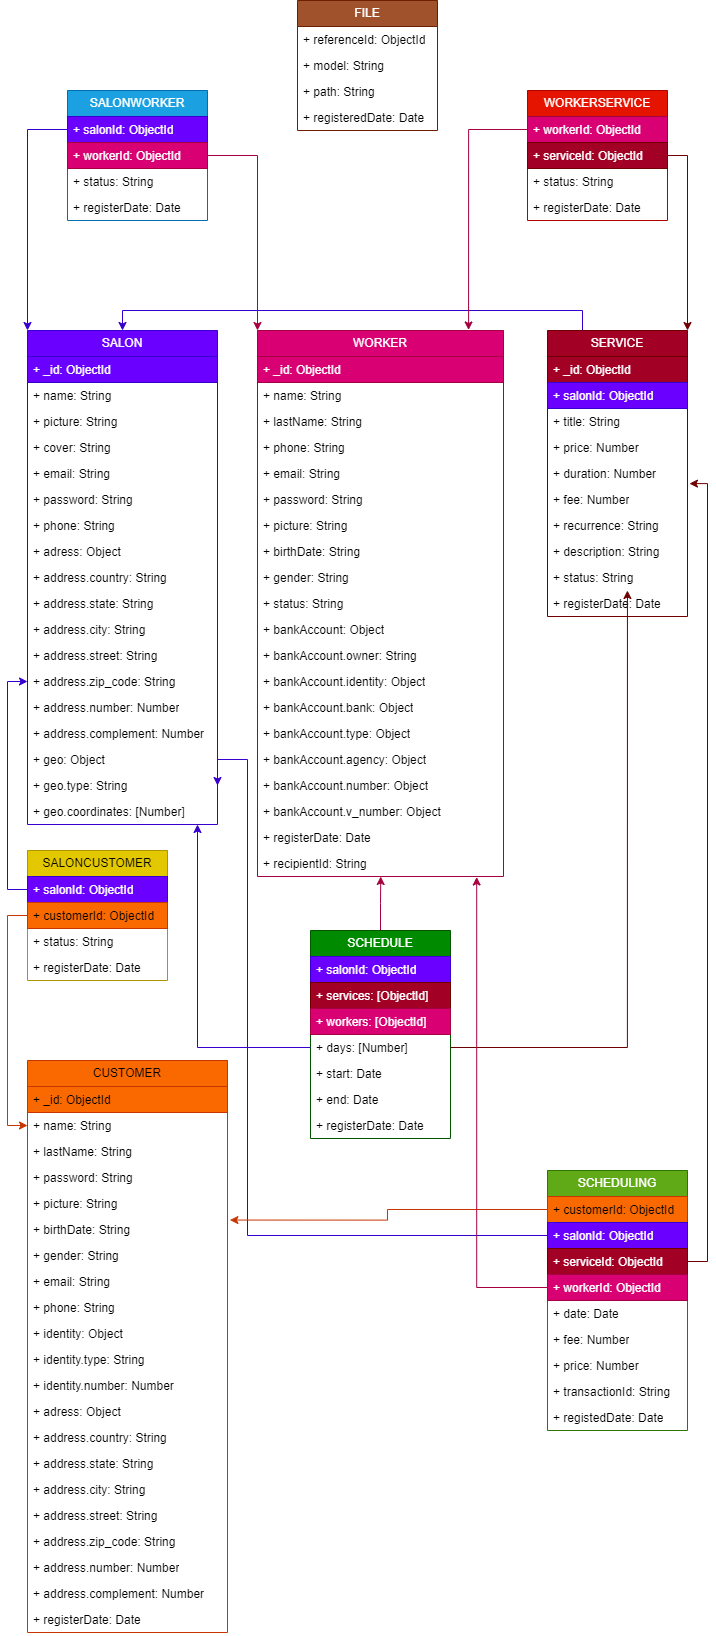 FILE
+ referenceId: ObjectId
+ model: String
+ path: String
+ registeredDate: Date
SALONWORKER
+ salonId: ObjectId
+ workerId: ObjectId
+ status: String
+ registerDate: Date
WORKERSERVICE
+ workerId: ObjectId
+ serviceId: ObjectId
+ status: String
+ registerDate: Date
SALON
+ _id: ObjectId
+ name: String
+ picture: String
+ cover: String
+ email: String
+ password: String
+ phone: String
+ adress: Object
+ address.country: String
+ address.state: String
+ address.city: String
+ address.street: String
+ address.zip_code: String
+ address.number: Number
+ address.complement: Number
+ geo: Object
+ geo.type: String
+ geo.coordinates: [Number]
WORKER
+ _id: ObjectId
+ name: String
+ lastName: String
+ phone: String
+ email: String
+ password: String
+ picture: String
+ birthDate: String
+ gender: String
+ status: String
+ bankAccount: Object
+ bankAccount.owner: String
+ bankAccount.identity: Object
+ bankAccount.bank: Object
+ bankAccount.type: Object
+ bankAccount.agency: Object
+ bankAccount.number: Object
+ bankAccount.v_number: Object
+ registerDate: Date
+ recipientId: String
SERVICE
+ _id: ObjectId
+ salonId: ObjectId
+ title: String
+ price: Number
+ duration: Number
+ fee: Number
+ recurrence: String
+ description: String
+ status: String
+ registerDate: Date
SALONCUSTOMER
+ salonId: ObjectId
+ customerId: ObjectId
+ status: String
+ registerDate: Date
SCHEDULE
+ salonId: ObjectId
+ services: [ObjectId]
+ workers: [ObjectId]
+ days: [Number]
+ start: Date
+ end: Date
+ registerDate: Date
CUSTOMER
+ _id: ObjectId
+ name: String
+ lastName: String
+ password: String
+ picture: String
+ birthDate: String
+ gender: String
+ email: String
+ phone: String
+ identity: Object
+ identity.type: String
+ identity.number: Number
+ adress: Object
+ address.country: String
+ address.state: String
+ address.city: String
+ address.street: String
+ address.zip_code: String
+ address.number: Number
+ address.complement: Number
+ registerDate: Date
SCHEDULING
+ customerId: ObjectId
+ salonId: ObjectId
+ serviceId: ObjectId
+ workerId: ObjectId
+ date: Date
+ fee: Number
+ price: Number
+ transactionId: String
+ registedDate: Date